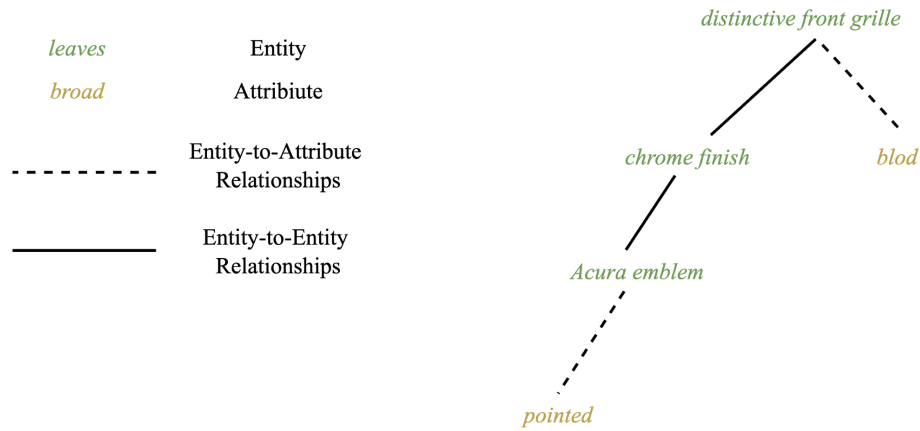 leaves Entity
broad Attribiute
Entity-to-Attribute
Relationships
Entity-to-Entity
Relationships
distinctive front grille
chrome finish
blod
Acura emblem
pointed